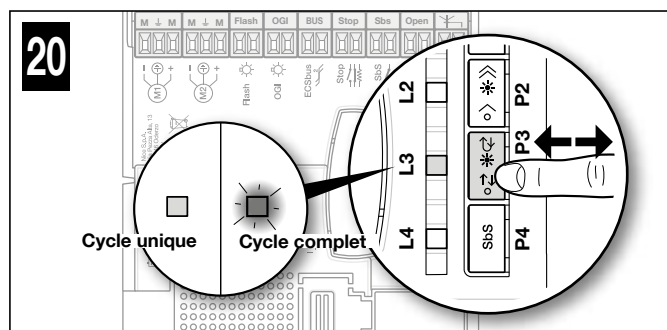 20
M M M M Flash OGI BUS Stop Sbs Open
M1
M2
Flash
OGI
ECSbus
Stop
SbS
Nice S.p.A.
L2
P2
L3
P3
L4
P4
SbS
Cycle unique
Cycle complet